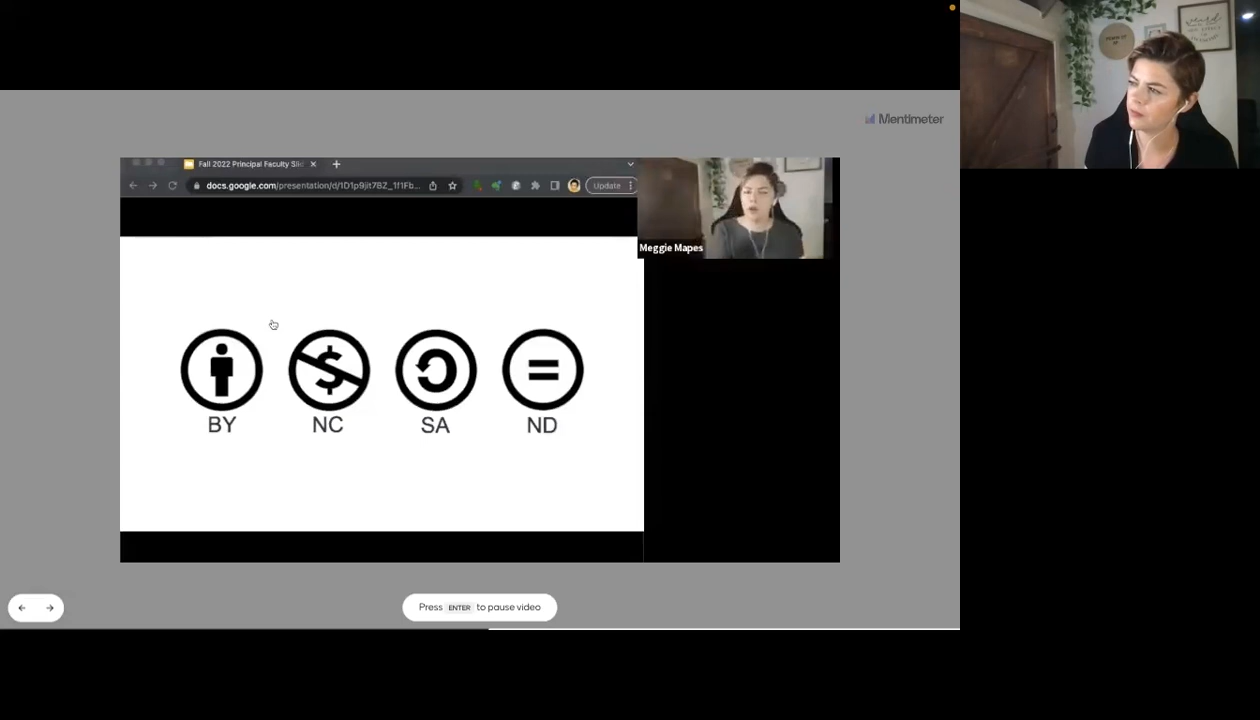 Mentimeter
Fall 2022 Principal Faculty Slid
docs.google.com/presentation/d/1D1p9jit7BZ_1f1Fb...
Update
Meggie Mapes
BY NC SA ND
Press ENTER to pause video